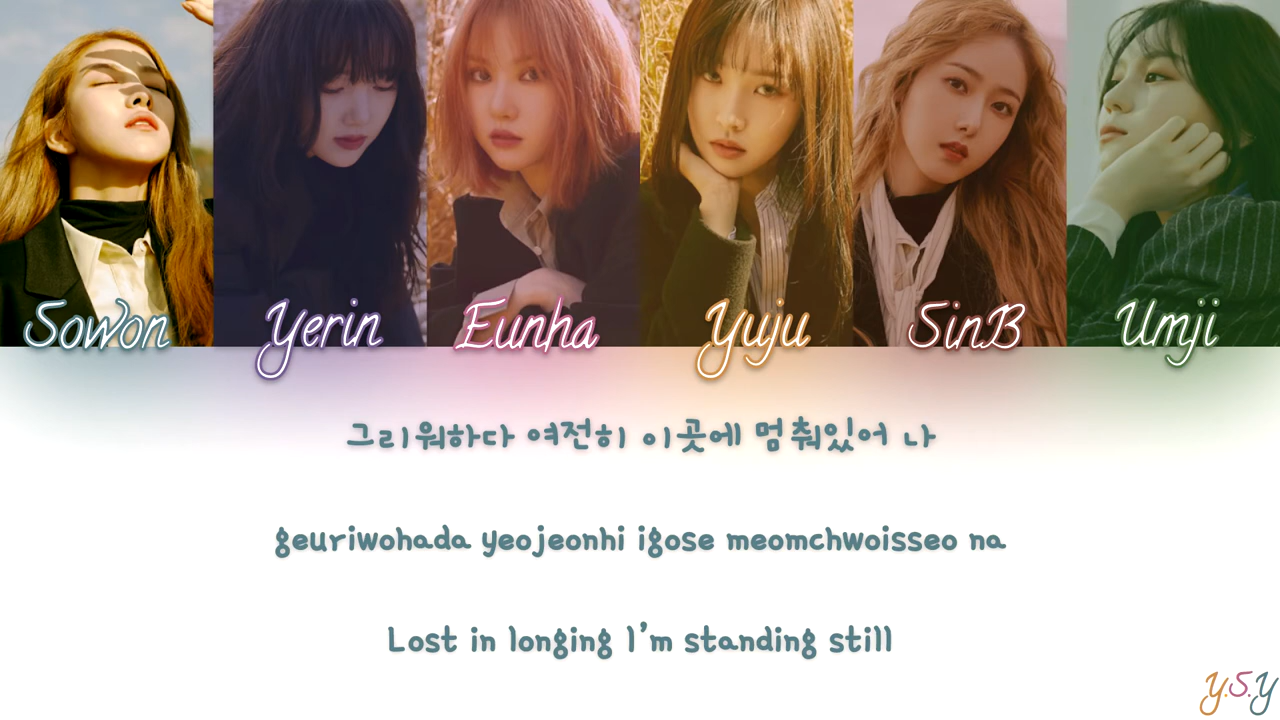 Sowon Yerin Eunha Yuju SinB Umji
그리워하다 여전히 이곳에 멈춰있어 나
geuriwohada yeojeonhi igose meomchwoisseo na
Lost in longing I'm standing still
Y.S.Y